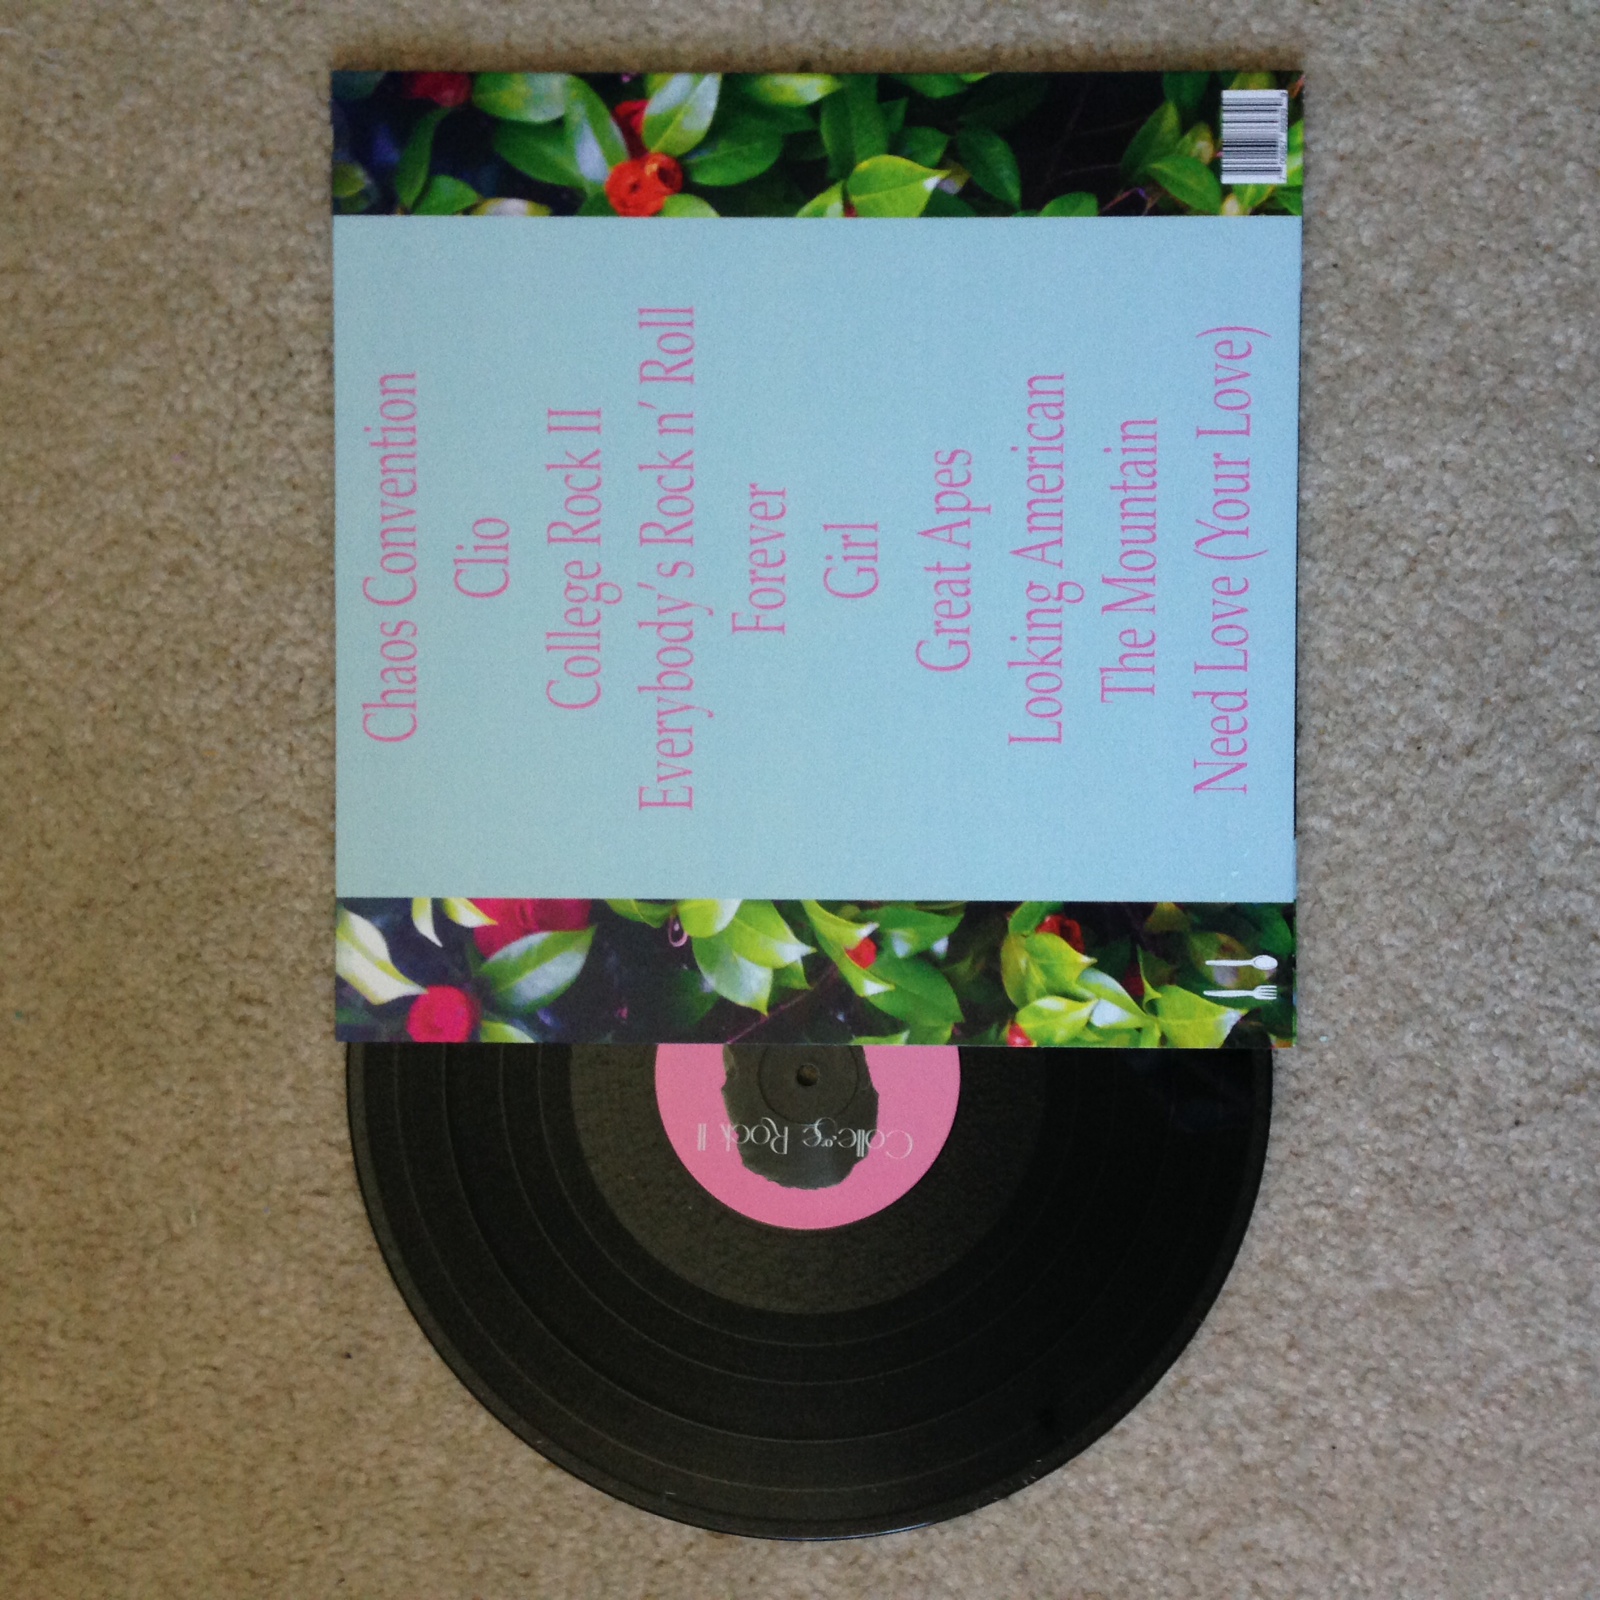 Chaos Convention
Clio
College Rock II
Everybody's Rock n' Roll
Forever
Girl
Great Apes
Looking American
The Mountain
Need Love (Your Love)
College Rock II